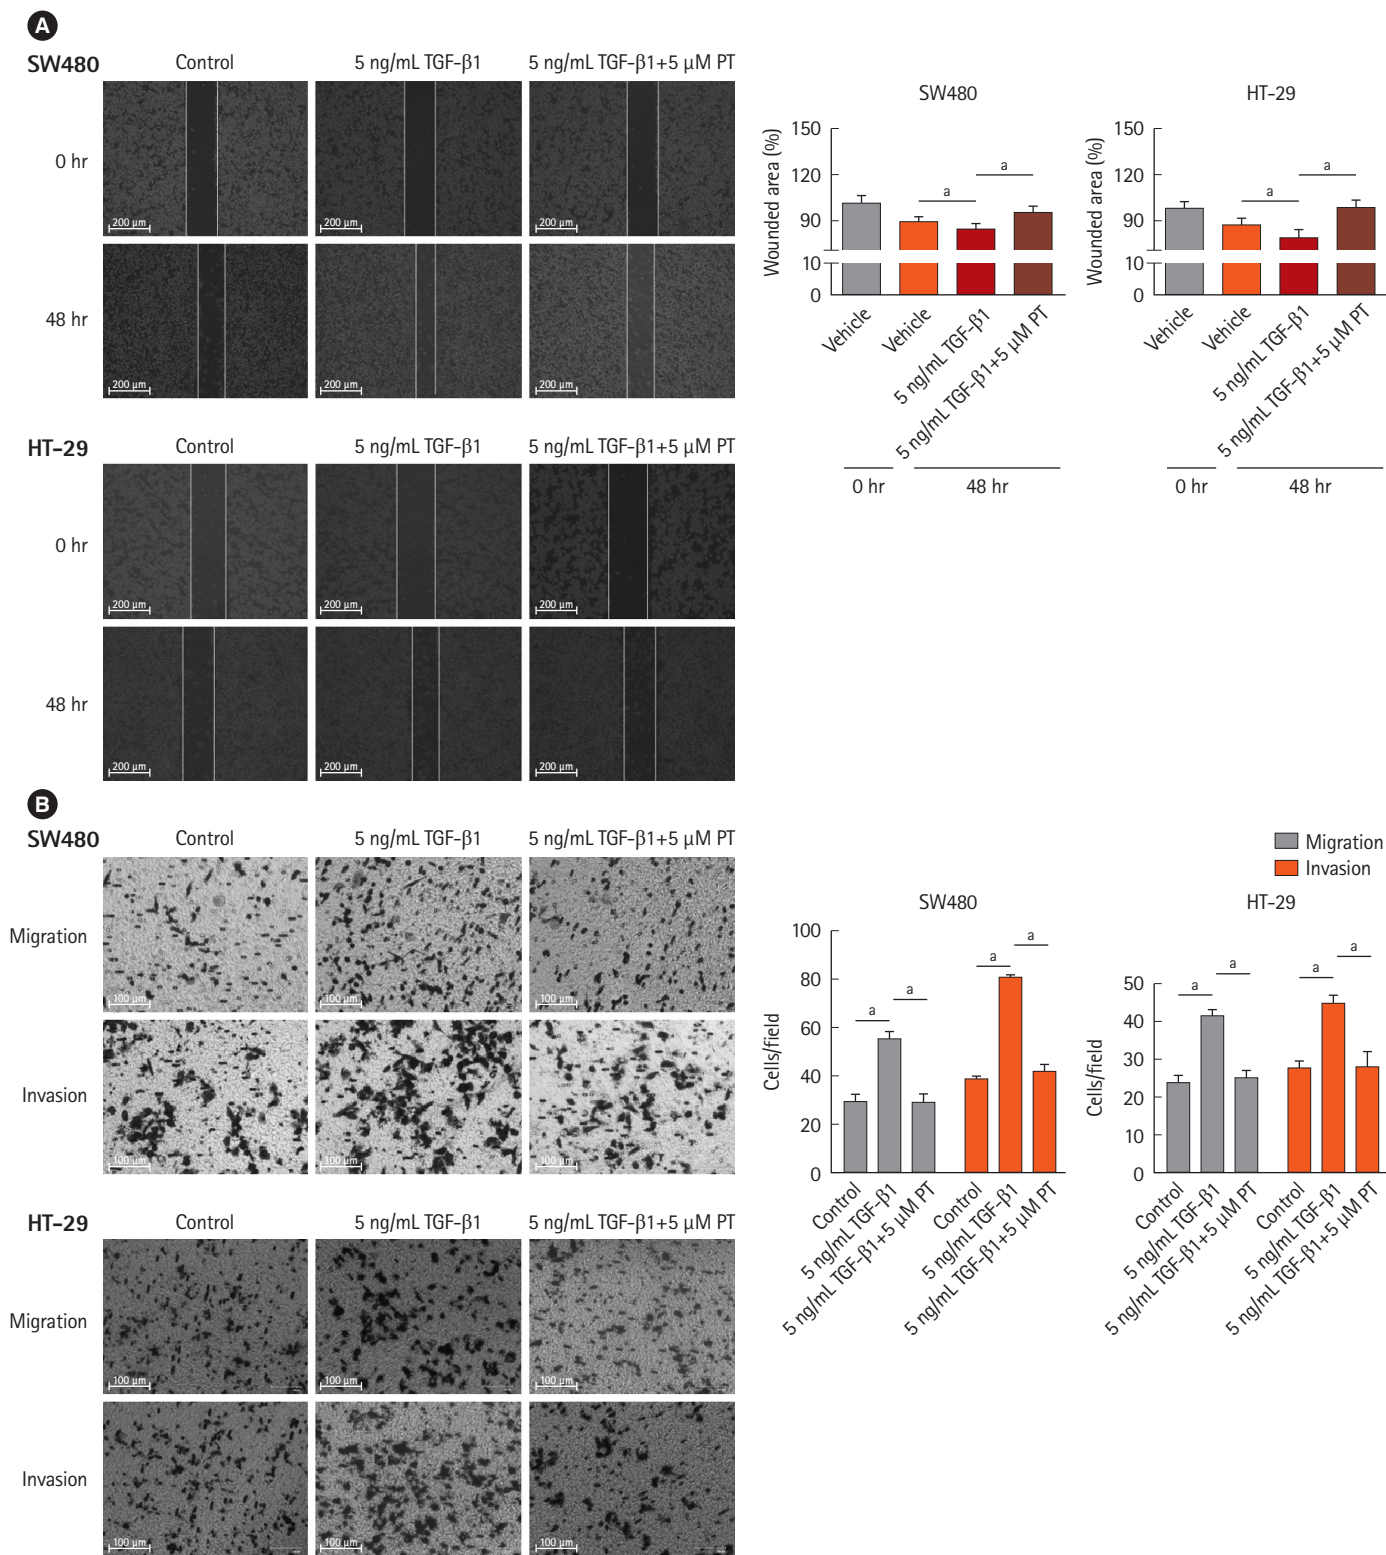 A
SW480
Control
5 ng/mL TGF-β1
5 ng/mL TGF-β1+5 μM PT
0 hr
200 μm
200 μm
200 μm
48 hr
200 μm
200 μm
200 μm
HT-29
Control
5 ng/mL TGF-β1
5 ng/mL TGF-β1+5 μM PT
0 hr
200 μm
200 μm
200 μm
48 hr
200 μm
200 μm
200 μm
SW480
Wounded area (%)
150
120
90
10
0
a
a
Vehicle
Vehicle
5 ng/mL TGF-β1
5 ng/mL TGF-β1+5 μM PT
0 hr
48 hr
HT-29
Wounded area (%)
150
120
90
10
0
a
a
Vehicle
Vehicle
5 ng/mL TGF-β1
5 ng/mL TGF-β1+5 μM PT
0 hr
48 hr
B
SW480
Control
5 ng/mL TGF-β1
5 ng/mL TGF-β1+5 μM PT
Migration
100 μm
100 μm
100 μm
Invasion
100 μm
100 μm
100 μm
HT-29
Control
5 ng/mL TGF-β1
5 ng/mL TGF-β1+5 μM PT
Migration
100 μm
100 μm
100 μm
Invasion
100 μm
100 μm
100 μm
Migration
Invasion
SW480
Cells/field
100
80
60
40
20
0
a
a
a
a
Control
5 ng/mL TGF-β1
5 ng/mL TGF-β1+5 μM PT
Control
5 ng/mL TGF-β1
5 ng/mL TGF-β1+5 μM PT
HT-29
Cells/field
50
40
30
20
10
0
a
a
a
a
Control
5 ng/mL TGF-β1
5 ng/mL TGF-β1+5 μM PT
Control
5 ng/mL TGF-β1
5 ng/mL TGF-β1+5 μM PT